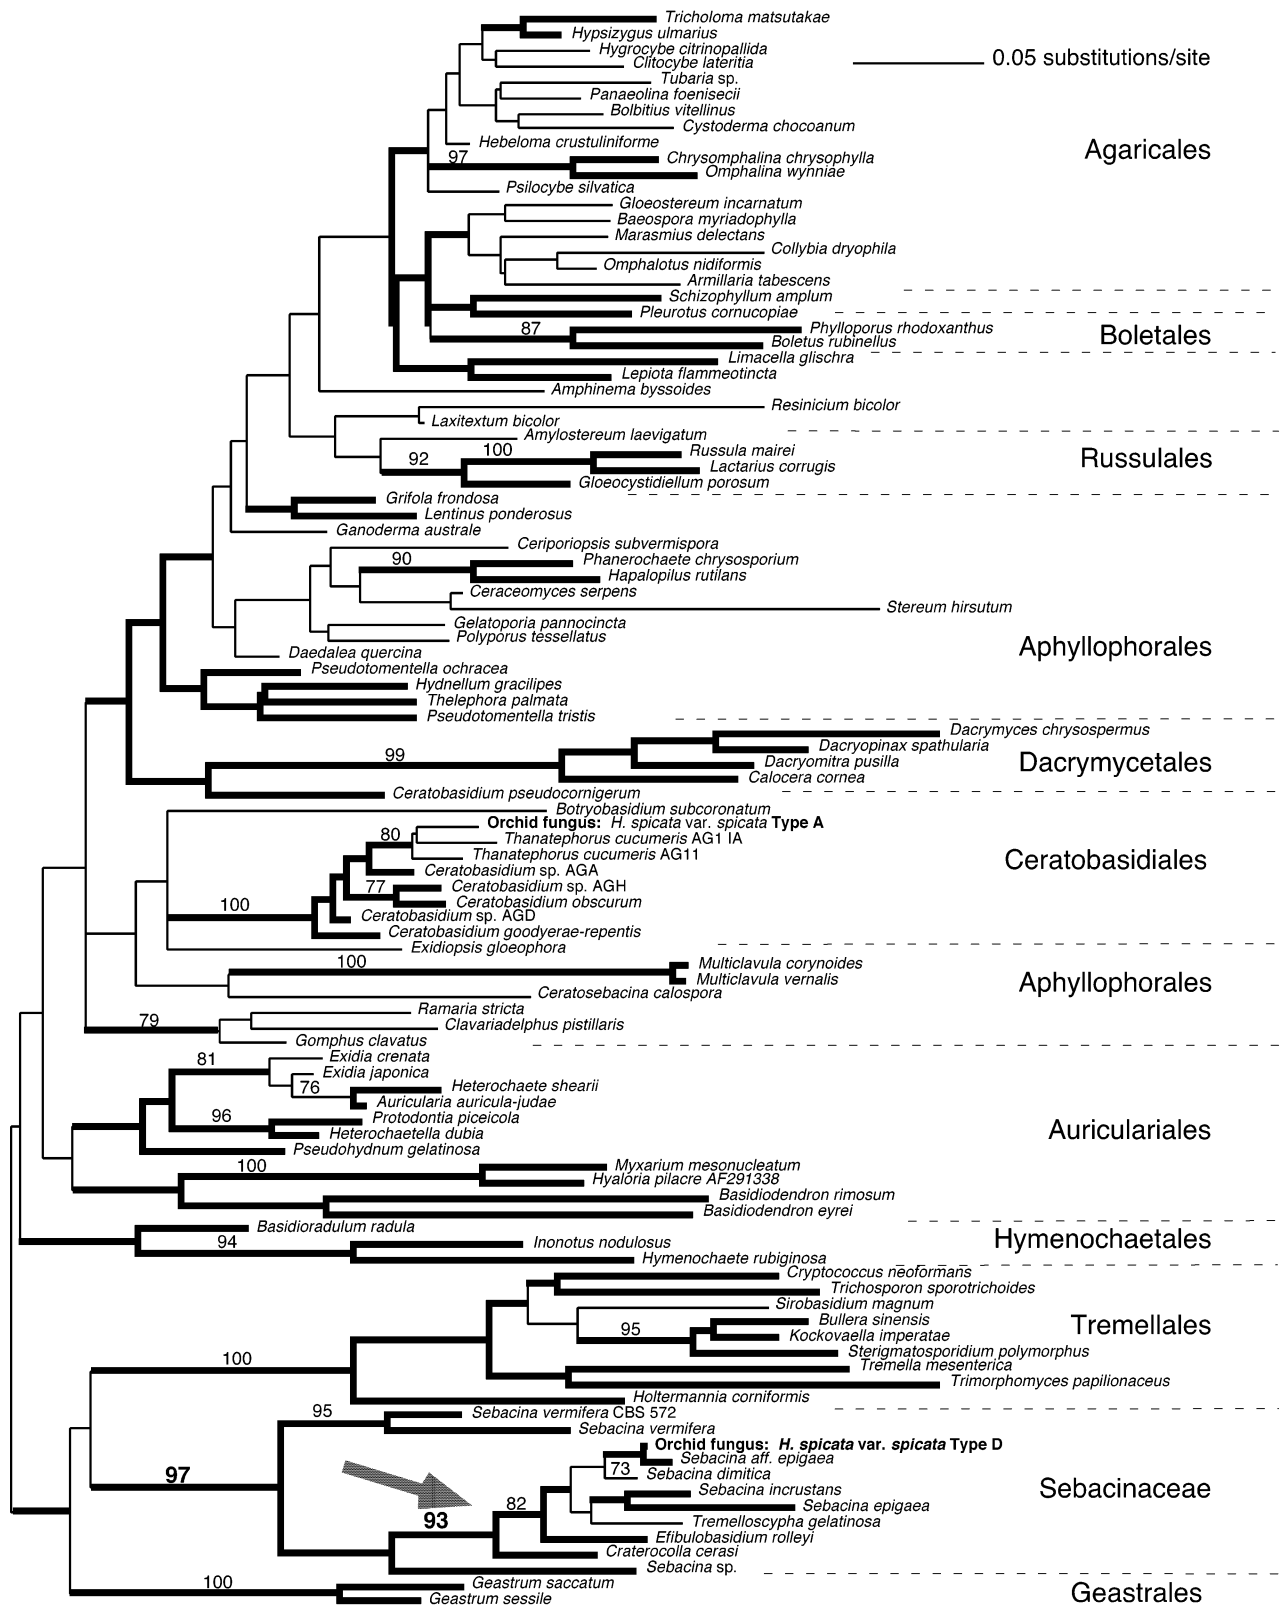 Tricholoma matsutakae
Hypsizygus ulmarius
Hygrocybe citrinopallida
0.05 substitutions/site
Clitocybe lateritia
Tubaria sp.
Panaeolina foenisecii
Bolbitius vitellinus
Cystoderma chocoanum
Hebeloma crustuliniforme
Agaricales
97
Chrysomphalina chrysophylla
Omphalina wynniae
Psilocybe silvatica
Gloeostereum incarnatum
Baeospora myriadophylla
Marasmius delectans
Collybia dryophila
Omphalotus nidiformis
Armillaria tabescens
Schizophyllum amplum
Pleurotus cornucopiae
87
Phylloporus rhodoxanthus
Boletales
Boletus rubinellus
Limacella glischra
Lepiota flammeotincta
Amphinema byssoides
Resinicium bicolor
Laxitextum bicolor
Amylostereum laevigatum
100
Russula mairei
92
Russulales
Lactarius corrugis
Gloeocystidiellum porosum
Grifola frondosa
Lentinus ponderosus
Ganoderma australe
Ceriporiopsis subvermispora
90
Phanerochaete chrysosporium
Hapalopilus rutilans
Ceraceomyces serpens
Stereum hirsutum
Gelatoporia pannocincta
Polyporus tessellatus
Aphyllophorales
Daedalea quercina
Pseudotomentella ochracea
Hydnellum gracilipes
Thelephora palmata
Pseudotomentella tristis
Dacrymyces chrysospermus
Dacryopinax spathularia
99
Dacryomitra pusilla
Dacrymycetales
Calocera cornea
Ceratobasidium pseudocornigerum
Botryobasidium subcoronatum
Orchid fungus: H. spicata var. spicata Type A
80
Thanatephorus cucumeris AG1 IA
Thanatephorus cucumeris AG11
Ceratobasidiales
Ceratobasidium sp. AGA
77
Ceratobasidium sp. AGH
Ceratobasidium obscurum
100
Ceratobasidium sp. AGD
Ceratobasidium goodyerae-repentis
Exidiopsis gloeophora
100
Multiclavula corynoides
Multiclavula vernalis
Aphyllophorales
Ceratosebacina calospora
Ramaria stricta
79
Clavariadelphus pistillaris
Gomphus clavatus
81
Exidia crenata
Exidia japonica
76
Heterochaete shearii
Auricularia auricula-judae
96
Protodontia piceicola
Heterochaetella dubia
Auriculariales
Pseudohydnum gelatinosa
100
Myxarium mesonucleatum
Hyaloria pilacre AF291338
Basidiodendron rimosum
Basidiodendron eyrei
Basidioradulum radula
94
Inonotus nodulosus
Hymenochaetales
Hymenochaete rubiginosa
Cryptococcus neoformans
Trichosporon sporotrichoides
Sirobasidium magnum
Bullera sinensis
95
Tremellales
Kockovaella imperatae
Sterigmatosporidium polymorphus
100
Tremella mesenterica
Trimorphomyces papilionaceus
Holtermannia corniformis
95
Sebacina vermifera CBS 572
Sebacina vermifera
Orchid fungus: H. spicata var. spicata Type D
Sebacina aff. epigaea
73
Sebacina dimitica
97
Sebacinaceae
Sebacina incrustans
82
Sebacina epigaea
93
Tremelloscypha gelatinosa
Efibulobasidium rolleyi
Craterocolla cerasi
Sebacina sp.
100
Geastrum saccatum
Geastrales
Geastrum sessile